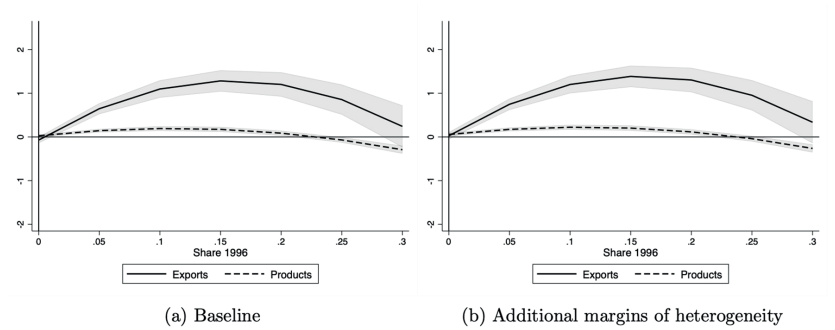 2
1
0
-1
-2
0 .05 .1 .15 .2 .25 .3
Share 1996
Exports Products
(a) Baseline
2
1
0
-1
-2
0 .05 .1 .15 .2 .25 .3
Share 1996
Exports Products
(b) Additional margins of heterogeneity